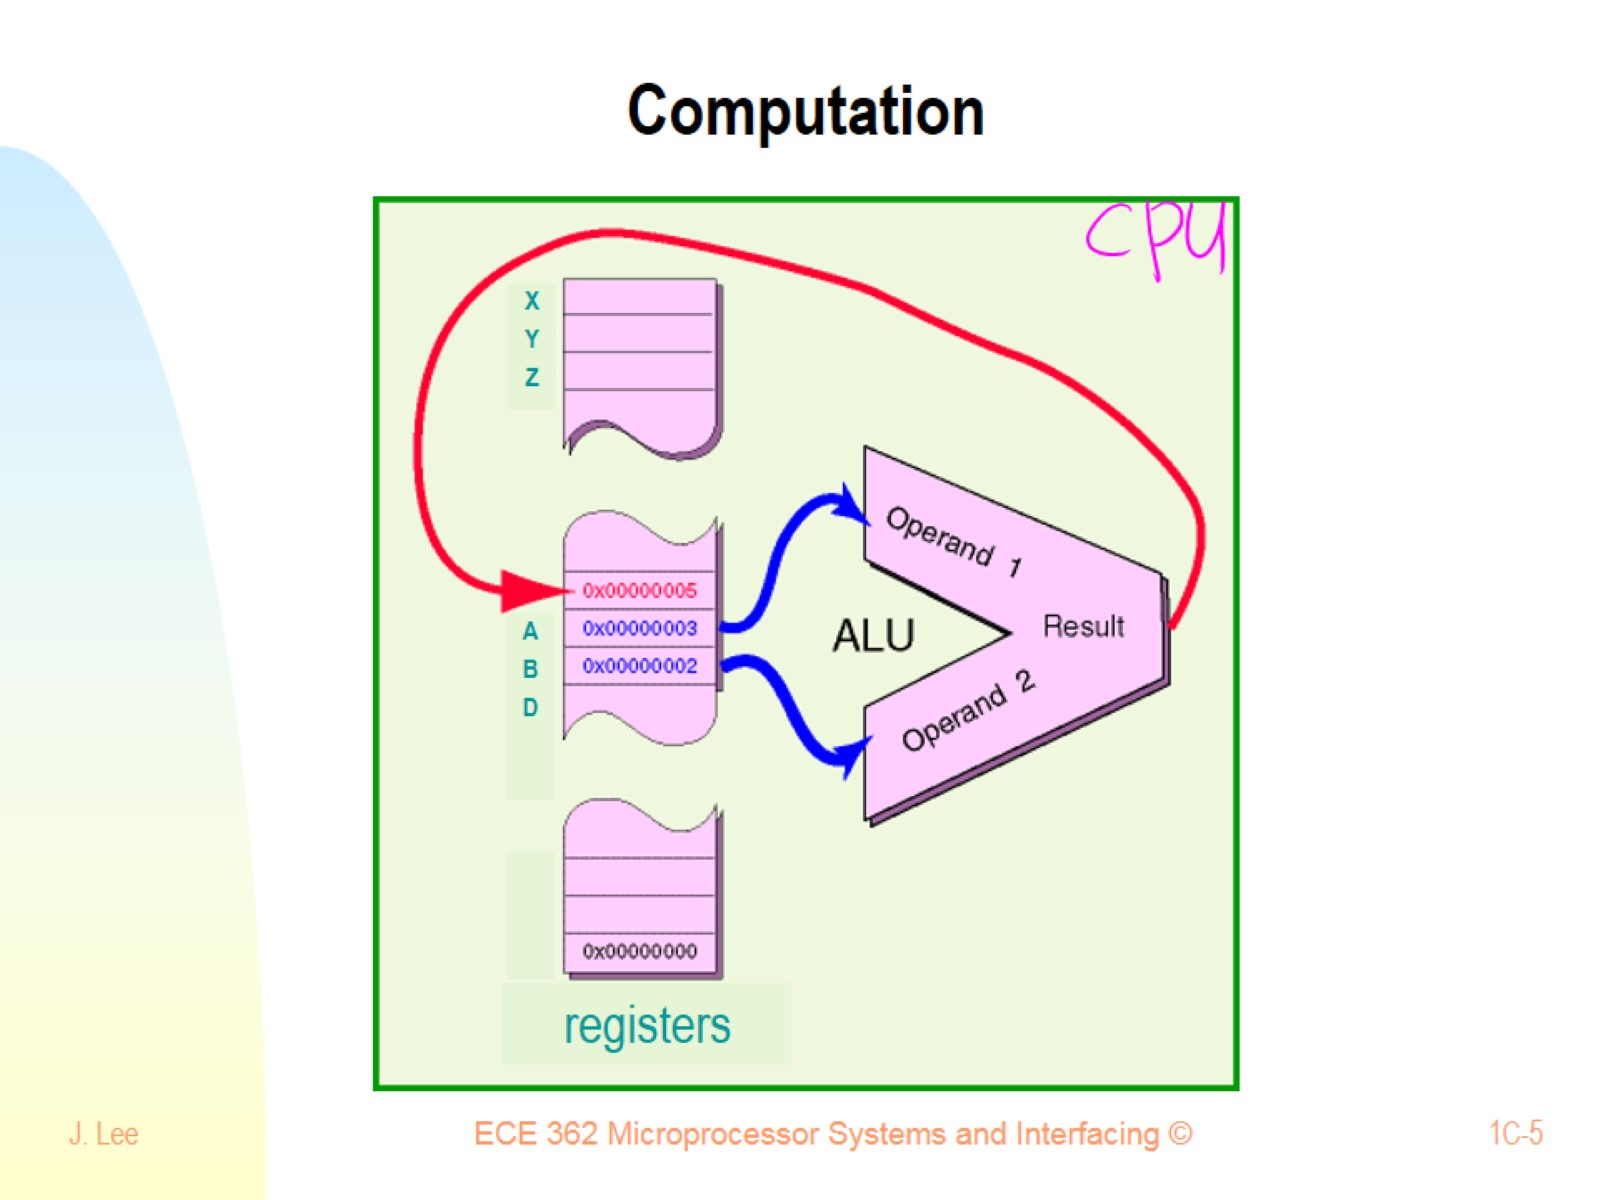 Computation
CPU
X
Y
Z
0x00000005
A
0x00000003
B
0x00000002
D
Operand 1
ALU
Result
Operand 2
0x00000000
registers
J. Lee
ECE 362 Microprocessor Systems and Interfacing ©
1C-5